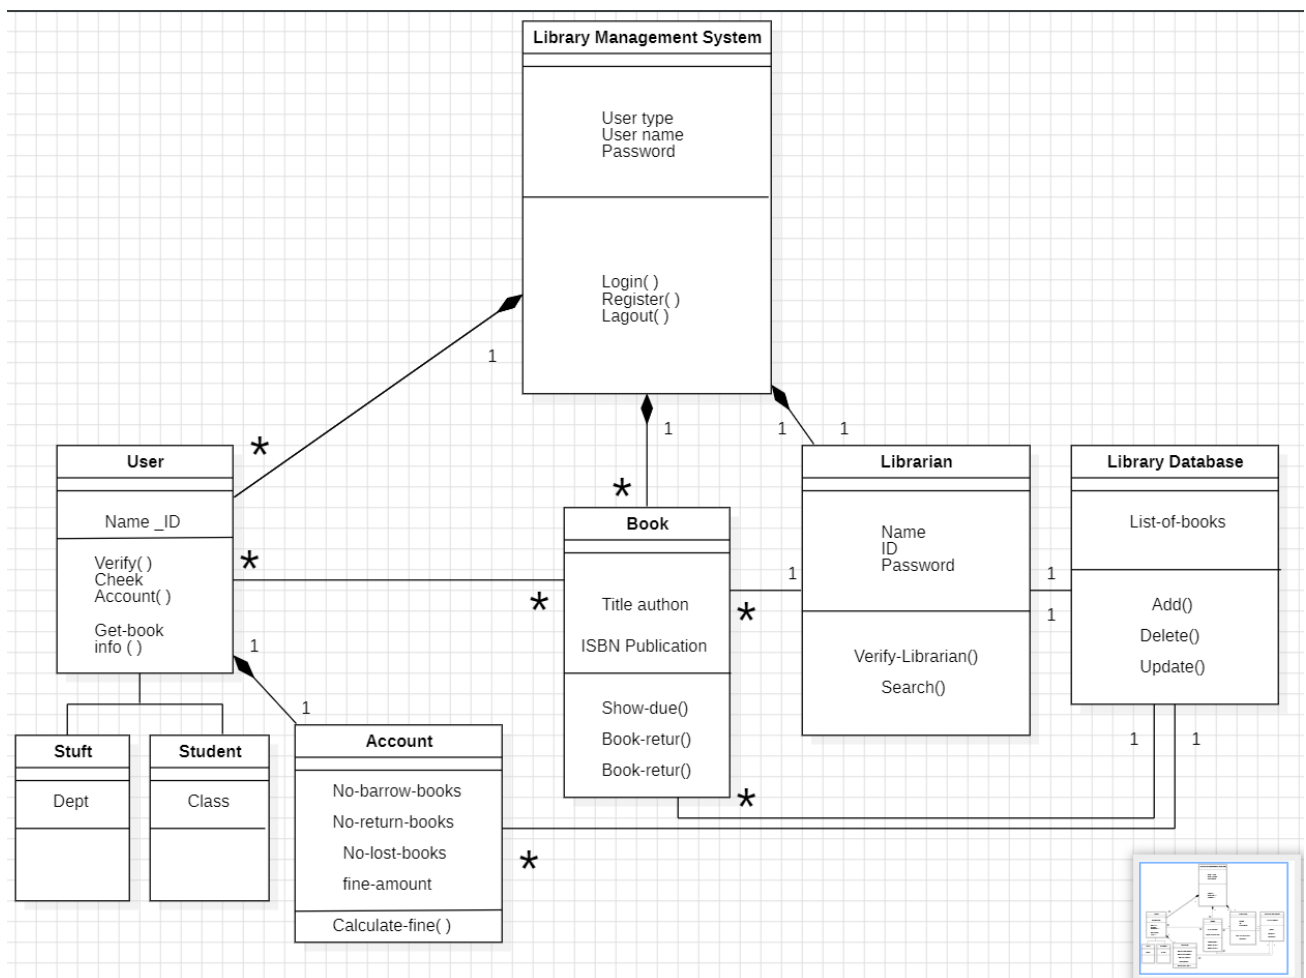 Library Management System
User type
User name
Password
Login( )
Register( )
Lagout( )
1
*
1
*
1
1
User
Name _ID
Verify( )
Cheek
Account( )
Get-book
info ( )
*
*
1
1
Book
Title authon
ISBN Publication
Show-due()
Book-retur()
Book-retur()
*
1
Librarian
Name
ID
Password
Verify-Librarian()
Search()
1
1
Library Database
List-of-books
Add()
Delete()
Update()
1
1
*
*
Stuft
Dept
Student
Class
Account
No-barrow-books
No-return-books
No-lost-books
fine-amount
Calculate-fine( )